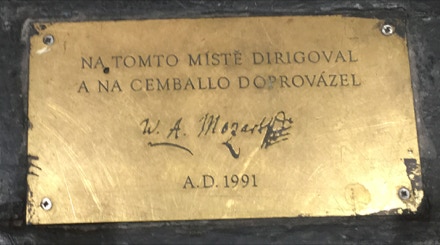 NA TOMTO MÍSTĚ DIRIGOVAL
A NA CEMBALLO DOPROVÁZEL
W. A. Mozart
A.D. 1991